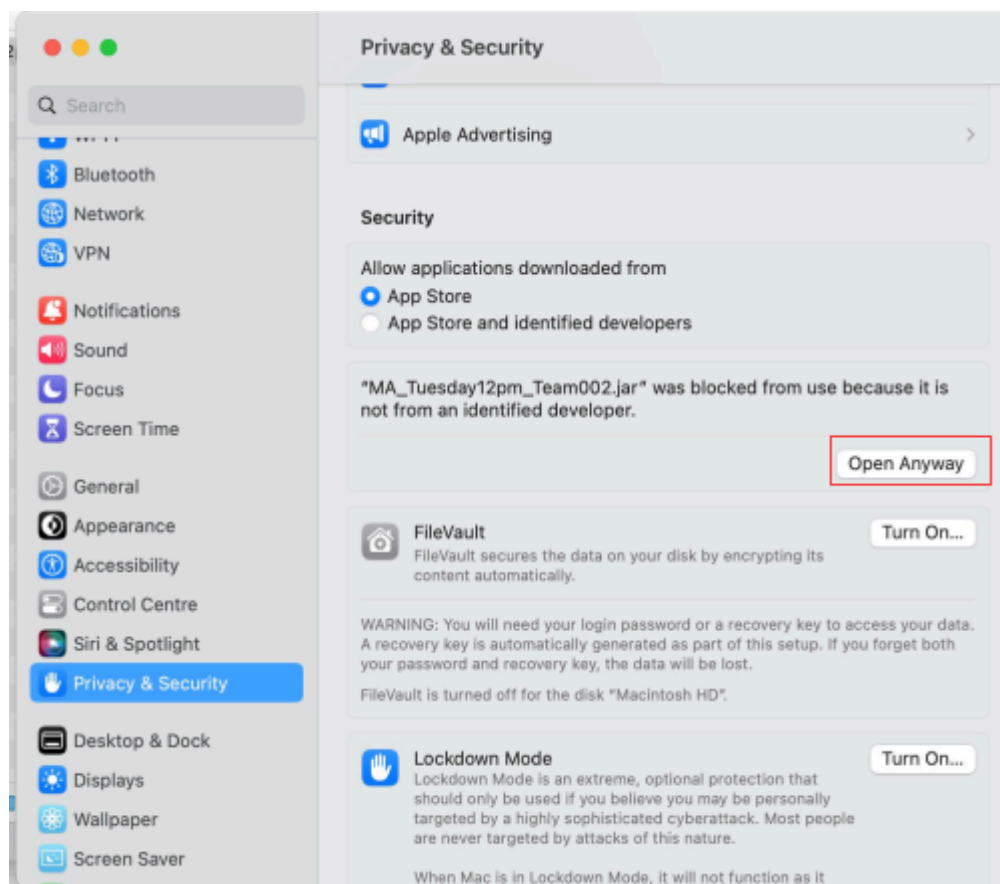 Privacy & Security
Search
Bluetooth
Network
VPN
Notifications
Sound
Focus
Screen Time
General
Appearance
Accessibility
Control Centre
Siri & Spotlight
Privacy & Security
Desktop & Dock
Displays
Wallpaper
Screen Saver
Apple Advertising
Security
Allow applications downloaded from
App Store
App Store and identified developers
"MA_Tuesday12pm_Team002.jar" was blocked from use because it is
not from an identified developer.
Open Anyway
FileVault
Turn On...
FileVault secures the data on your disk by encrypting its
content automatically.
WARNING: You will need your login password or a recovery key to access your data.
A recovery key is automatically generated as part of this setup. If you forget both
your password and recovery key, the data will be lost.
FileVault is turned off for the disk "Macintosh HD".
Lockdown Mode
Turn On...
Lockdown Mode is an extreme, optional protection that
should only be used if you believe you may be personally
targeted by a highly sophisticated cyberattack. Most people
are never targeted by attacks of this nature.
When Mac is in Lockdown Mode, it will not function as it